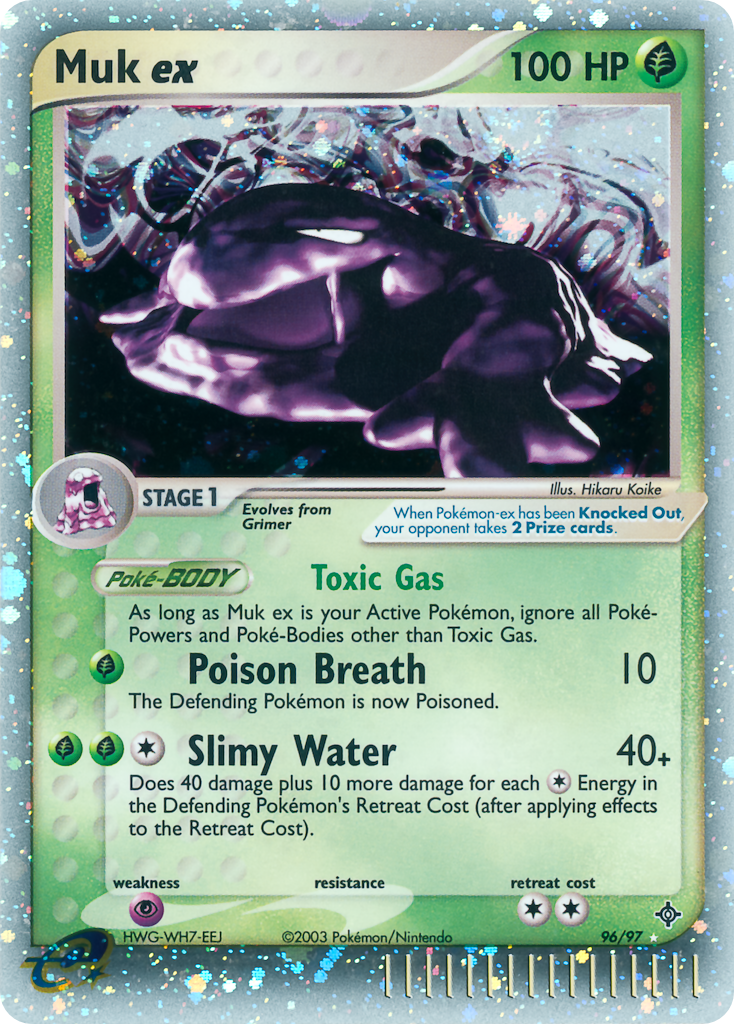 Muk ex 100 HP
Illus. Hikaru Koike
STAGE 1
Evolves from
Grimer
When Pokémon-ex has been Knocked Out,
your opponent takes 2 Prize cards.
Poké-BODY Toxic Gas
As long as Muk ex is your Active Pokémon, ignore all Poké-
Powers and Poké-Bodies other than Toxic Gas.
Poison Breath 10
The Defending Pokémon is now Poisoned.
Slimy Water 40+
Does 40 damage plus 10 more damage for each Energy in
the Defending Pokémon's Retreat Cost (after applying effects
to the Retreat Cost).
weakness resistance retreat cost
HWG-WH7-EEJ ©2003 Pokémon/Nintendo 96/97